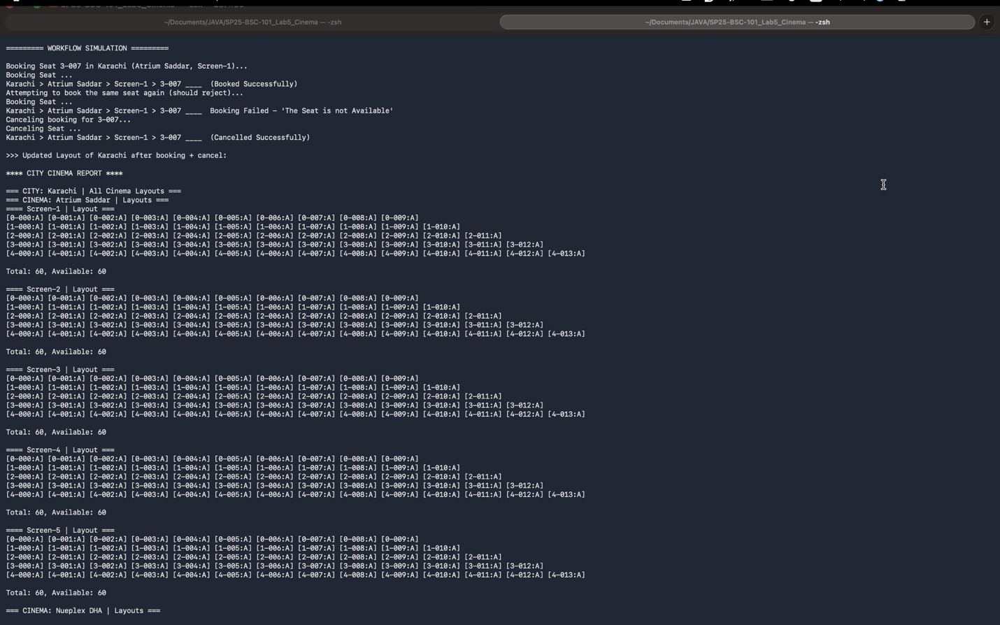 ~/Documents/JAVA/SP25-BSC-101_Lab5_Cinema — -zsh
~/Documents/JAVA/SP25-BSC-101_Lab5_Cinema — -zsh
+
========= WORKFLOW SIMULATION =========
Booking Seat 3-007 in Karachi (Atrium Saddar, Screen-1)...
Booking Seat ...
Karachi > Atrium Saddar > Screen-1 > 3-007 ____  (Booked Successfully)
Attempting to book the same seat again (should reject)...
Booking Seat ...
Karachi > Atrium Saddar > Screen-1 > 3-007 ____  Booking Failed - 'The Seat is not Available'
Canceling booking for 3-007...
Canceling Seat ...
Karachi > Atrium Saddar > Screen-1 > 3-007 ____  (Cancelled Successfully)
>>> Updated Layout of Karachi after booking + cancel:
**** CITY CINEMA REPORT ****
=== CITY: Karachi | All Cinema Layouts ===
=== CINEMA: Atrium Saddar | Layouts ===
==== Screen-1 | Layout ===
[0-000:A] [0-001:A] [0-002:A] [0-003:A] [0-004:A] [0-005:A] [0-006:A] [0-007:A] [0-008:A] [0-009:A]
[1-000:A] [1-001:A] [1-002:A] [1-003:A] [1-004:A] [1-005:A] [1-006:A] [1-007:A] [1-008:A] [1-009:A] [1-010:A]
[2-000:A] [2-001:A] [2-002:A] [2-003:A] [2-004:A] [2-005:A] [2-006:A] [2-007:A] [2-008:A] [2-009:A] [2-010:A] [2-011:A]
[3-000:A] [3-001:A] [3-002:A] [3-003:A] [3-004:A] [3-005:A] [3-006:A] [3-007:A] [3-008:A] [3-009:A] [3-010:A] [3-011:A] [3-012:A]
[4-000:A] [4-001:A] [4-002:A] [4-003:A] [4-004:A] [4-005:A] [4-006:A] [4-007:A] [4-008:A] [4-009:A] [4-010:A] [4-011:A] [4-012:A] [4-013:A]
Total: 60, Available: 60
==== Screen-2 | Layout ===
[0-000:A] [0-001:A] [0-002:A] [0-003:A] [0-004:A] [0-005:A] [0-006:A] [0-007:A] [0-008:A] [0-009:A]
[1-000:A] [1-001:A] [1-002:A] [1-003:A] [1-004:A] [1-005:A] [1-006:A] [1-007:A] [1-008:A] [1-009:A] [1-010:A]
[2-000:A] [2-001:A] [2-002:A] [2-003:A] [2-004:A] [2-005:A] [2-006:A] [2-007:A] [2-008:A] [2-009:A] [2-010:A] [2-011:A]
[3-000:A] [3-001:A] [3-002:A] [3-003:A] [3-004:A] [3-005:A] [3-006:A] [3-007:A] [3-008:A] [3-009:A] [3-010:A] [3-011:A] [3-012:A]
[4-000:A] [4-001:A] [4-002:A] [4-003:A] [4-004:A] [4-005:A] [4-006:A] [4-007:A] [4-008:A] [4-009:A] [4-010:A] [4-011:A] [4-012:A] [4-013:A]
Total: 60, Available: 60
==== Screen-3 | Layout ===
[0-000:A] [0-001:A] [0-002:A] [0-003:A] [0-004:A] [0-005:A] [0-006:A] [0-007:A] [0-008:A] [0-009:A]
[1-000:A] [1-001:A] [1-002:A] [1-003:A] [1-004:A] [1-005:A] [1-006:A] [1-007:A] [1-008:A] [1-009:A] [1-010:A]
[2-000:A] [2-001:A] [2-002:A] [2-003:A] [2-004:A] [2-005:A] [2-006:A] [2-007:A] [2-008:A] [2-009:A] [2-010:A] [2-011:A]
[3-000:A] [3-001:A] [3-002:A] [3-003:A] [3-004:A] [3-005:A] [3-006:A] [3-007:A] [3-008:A] [3-009:A] [3-010:A] [3-011:A] [3-012:A]
[4-000:A] [4-001:A] [4-002:A] [4-003:A] [4-004:A] [4-005:A] [4-006:A] [4-007:A] [4-008:A] [4-009:A] [4-010:A] [4-011:A] [4-012:A] [4-013:A]
Total: 60, Available: 60
==== Screen-4 | Layout ===
[0-000:A] [0-001:A] [0-002:A] [0-003:A] [0-004:A] [0-005:A] [0-006:A] [0-007:A] [0-008:A] [0-009:A]
[1-000:A] [1-001:A] [1-002:A] [1-003:A] [1-004:A] [1-005:A] [1-006:A] [1-007:A] [1-008:A] [1-009:A] [1-010:A]
[2-000:A] [2-001:A] [2-002:A] [2-003:A] [2-004:A] [2-005:A] [2-006:A] [2-007:A] [2-008:A] [2-009:A] [2-010:A] [2-011:A]
[3-000:A] [3-001:A] [3-002:A] [3-003:A] [3-004:A] [3-005:A] [3-006:A] [3-007:A] [3-008:A] [3-009:A] [3-010:A] [3-011:A] [3-012:A]
[4-000:A] [4-001:A] [4-002:A] [4-003:A] [4-004:A] [4-005:A] [4-006:A] [4-007:A] [4-008:A] [4-009:A] [4-010:A] [4-011:A] [4-012:A] [4-013:A]
Total: 60, Available: 60
==== Screen-5 | Layout ===
[0-000:A] [0-001:A] [0-002:A] [0-003:A] [0-004:A] [0-005:A] [0-006:A] [0-007:A] [0-008:A] [0-009:A]
[1-000:A] [1-001:A] [1-002:A] [1-003:A] [1-004:A] [1-005:A] [1-006:A] [1-007:A] [1-008:A] [1-009:A] [1-010:A]
[2-000:A] [2-001:A] [2-002:A] [2-003:A] [2-004:A] [2-005:A] [2-006:A] [2-007:A] [2-008:A] [2-009:A] [2-010:A] [2-011:A]
[3-000:A] [3-001:A] [3-002:A] [3-003:A] [3-004:A] [3-005:A] [3-006:A] [3-007:A] [3-008:A] [3-009:A] [3-010:A] [3-011:A] [3-012:A]
[4-000:A] [4-001:A] [4-002:A] [4-003:A] [4-004:A] [4-005:A] [4-006:A] [4-007:A] [4-008:A] [4-009:A] [4-010:A] [4-011:A] [4-012:A] [4-013:A]
Total: 60, Available: 60
=== CINEMA: Nueplex DHA | Layouts ===